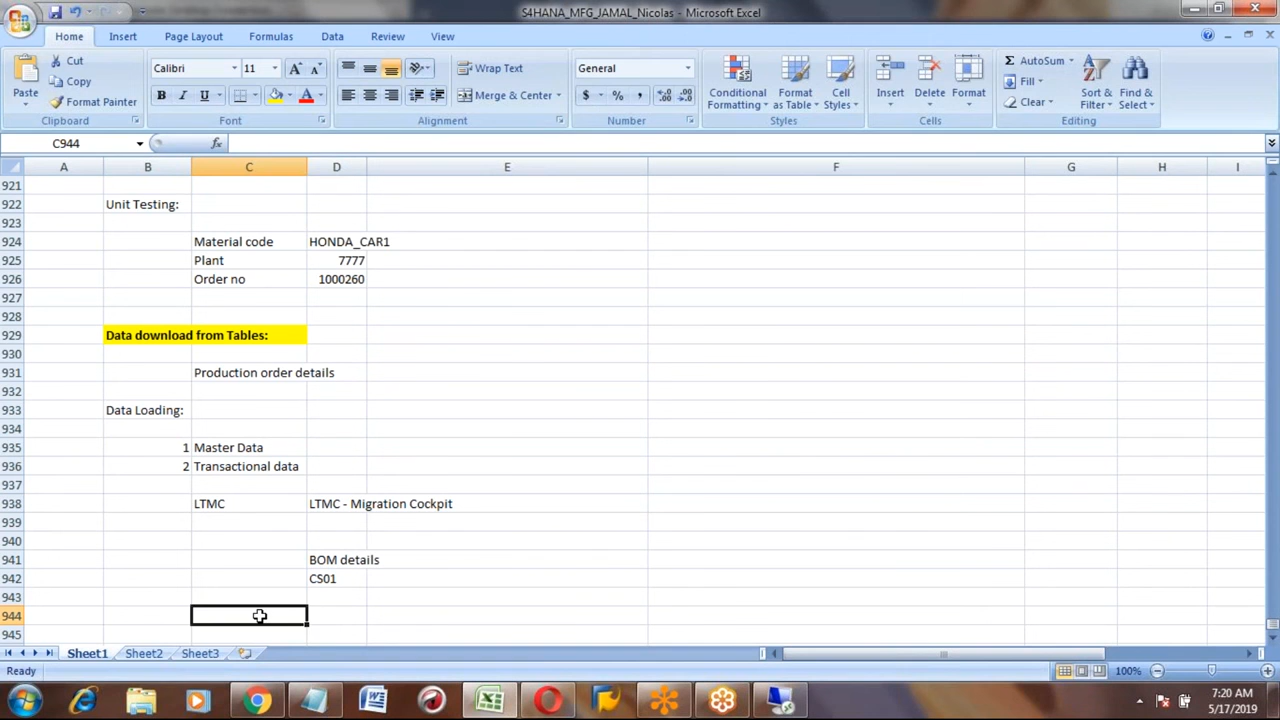 S4HANA_MFG_JAMAL_Nicolas - Microsoft Excel
Home Insert Page Layout Formulas Data Review View
Paste
Cut
Copy
Format Painter
Clipboard
Calibri 11
B I U
Font
Wrap Text
Merge & Center
Alignment
General
$ % ,
Number
Conditional Formatting
Format as Table
Cell Styles
Styles
Insert Delete Format
Cells
AutoSum
Fill
Clear
Sort & Filter
Find & Select
Editing
C944 fx
A B C D E F G H I
921
922 Unit Testing:
923
924 Material code HONDA_CAR1
925 Plant 7777
926 Order no 1000260
927
928
929 Data download from Tables:
930
931 Production order details
932
933 Data Loading:
934
935 1 Master Data
936 2 Transactional data
937
938 LTMC LTMC - Migration Cockpit
939
940
941 BOM details
942 CS01
943
944
945
Sheet1 Sheet2 Sheet3
Ready 100%
7:20 AM
5/17/2019